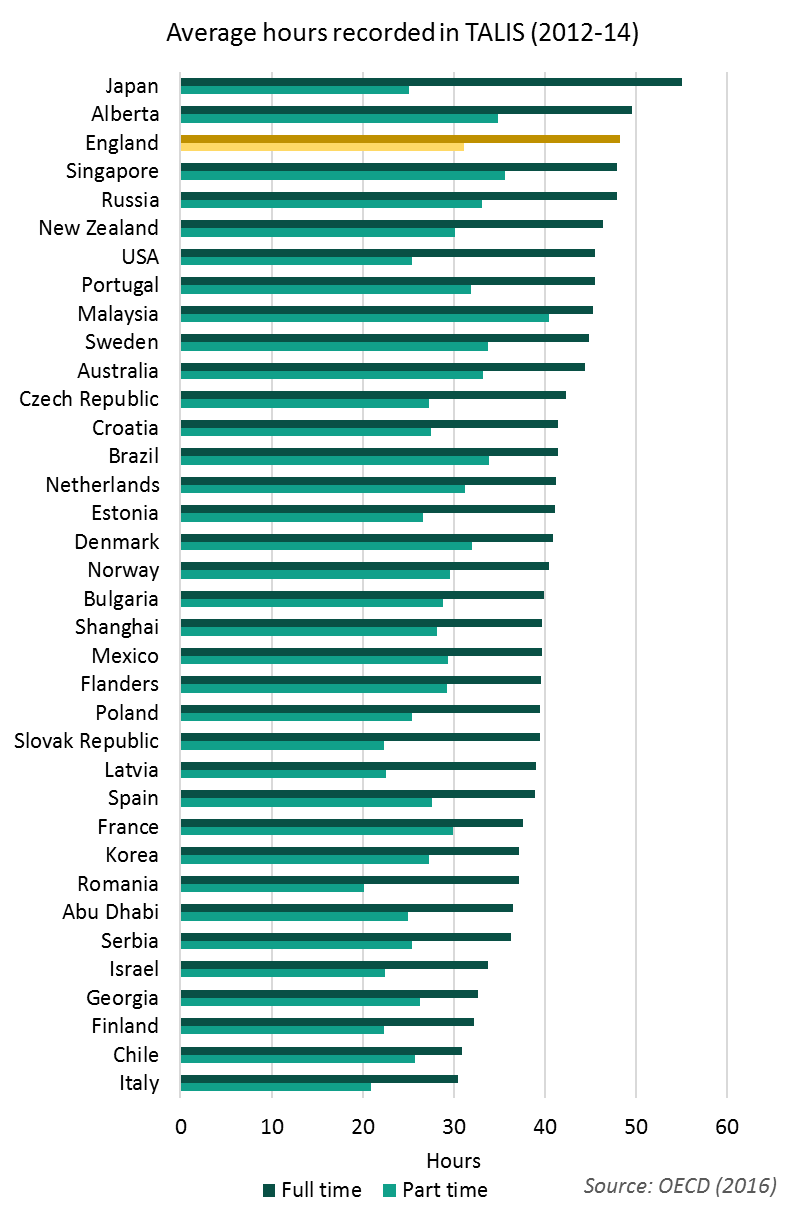 Average hours recorded in TALIS (2012-14)
Japan
Alberta
England
Singapore
Russia
New Zealand
USA
Portugal
Malaysia
Sweden
Australia
Czech Republic
Croatia
Brazil
Netherlands
Estonia
Denmark
Norway
Bulgaria
Shanghai
Mexico
Flanders
Poland
Slovak Republic
Latvia
Spain
France
Korea
Romania
Abu Dhabi
Serbia
Israel
Georgia
Finland
Chile
Italy
0 10 20 30 40 50 60
Hours
Full time Part time
Source: OECD (2016)